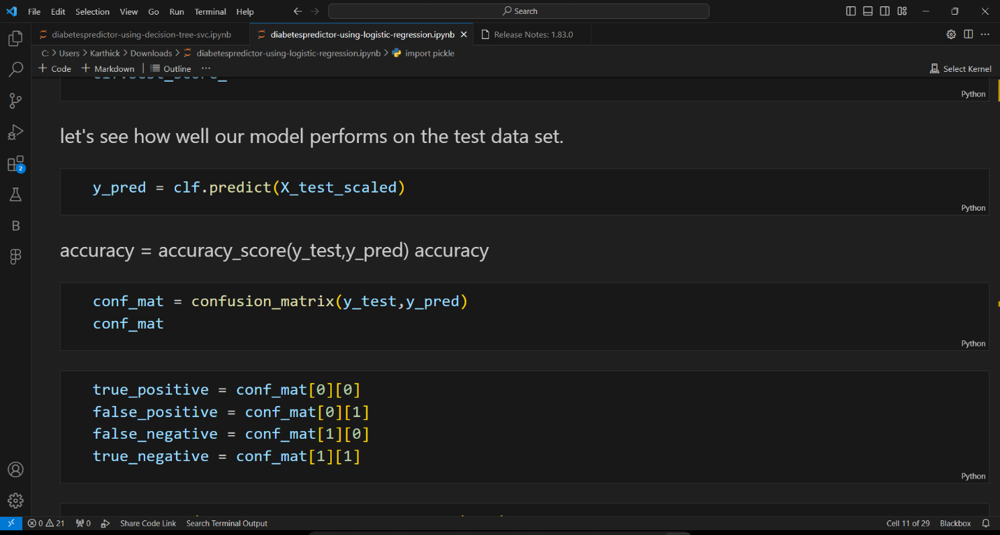 File Edit Selection View Go Run Terminal Help
Search
diabetespredictor-using-decision-tree-svc.ipynb
diabetespredictor-using-logistic-regression.ipynb
Release Notes: 1.83.0
C: > Users > Karthick > Downloads > diabetespredictor-using-logistic-regression.ipynb > import pickle
+ Code + Markdown | Outline ...
Select Kernel
Python
let's see how well our model performs on the test data set.
y_pred = clf.predict(X_test_scaled)
Python
accuracy = accuracy_score(y_test,y_pred) accuracy
conf_mat = confusion_matrix(y_test,y_pred)
conf_mat
Python
true_positive = conf_mat[0][0]
false_positive = conf_mat[0][1]
false_negative = conf_mat[1][0]
true_negative = conf_mat[1][1]
Python
2
B
0 21 0 Share Code Link Search Terminal Output
Cell 11 of 29 Blackbox